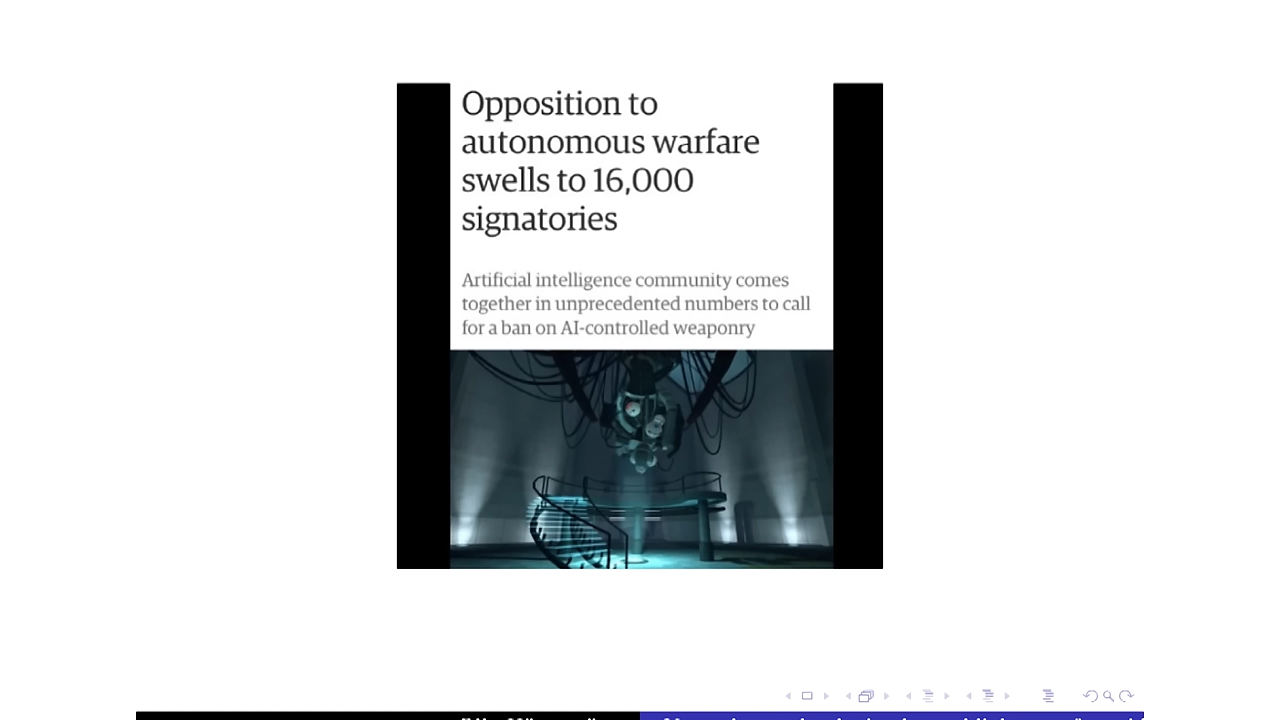 Opposition to
autonomous warfare
swells to 16,000
signatories
Artificial intelligence community comes
together in unprecedented numbers to call
for a ban on AI-controlled weaponry